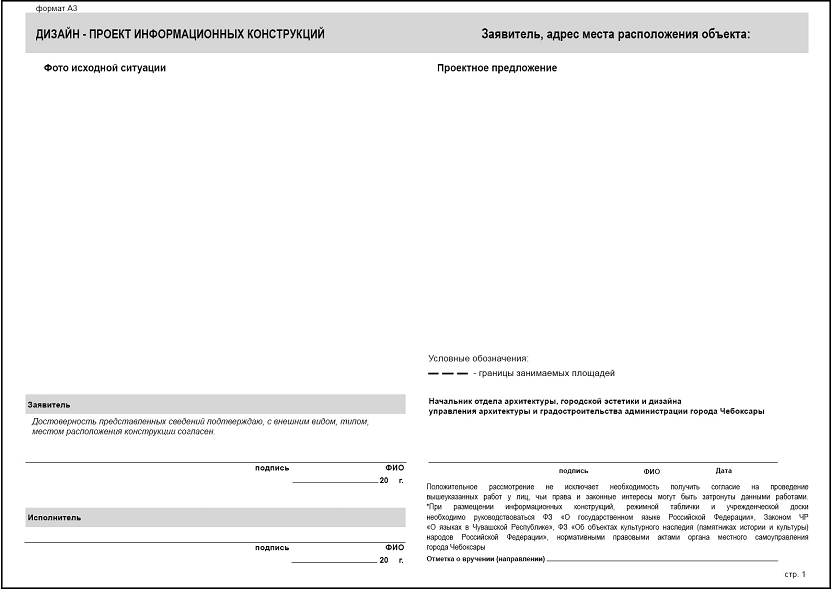 формат А3
ДИЗАЙН - ПРОЕКТ ИНФОРМАЦИОННЫХ КОНСТРУКЦИЙ
Заявитель, адрес места расположения объекта:
Фото исходной ситуации
Проектное предложение
Условные обозначения:
- границы занимаемых площадей
Заявитель
Достоверность представленных сведений подтверждаю, с внешним видом, типом,
местом расположения конструкции согласен.
подпись ФИО
20 г.
Исполнитель
подпись ФИО
20 г.
Начальник отдела архитектуры, городской эстетики и дизайна
управления архитектуры и градостроительства администрации города Чебоксары
подпись ФИО Дата
Положительное рассмотрение не исключает необходимость получить согласие на проведение
вышеуказанных работ у лиц, чьи права и законные интересы могут быть затронуты данными работами.
*При размещении информационных конструкций, режимной таблички и учрежденческой доски
необходимо руководствоваться ФЗ «О государственном языке Российской Федерации», Законом ЧР
«О языках в Чувашской Республике», ФЗ «Об объектах культурного наследия (памятниках истории и культуры)
народов Российской Федерации», нормативными правовыми актами органа местного самоуправления
города Чебоксары
Отметка о вручении (направлении)
стр. 1